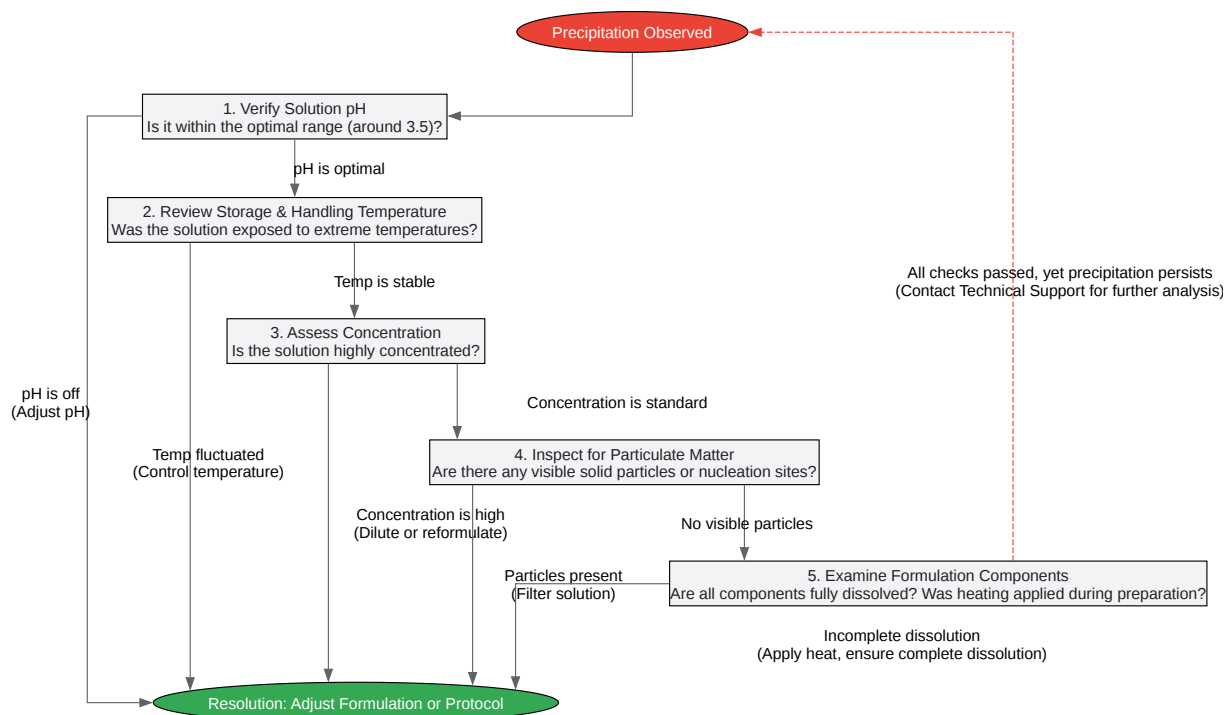 Precipitation Observed
1. Verify Solution pH
Is it within the optimal range (around 3.5)?
pH is optimal
2. Review Storage & Handling Temperature
Was the solution exposed to extreme temperatures?
All checks passed, yet precipitation persists
(Contact Technical Support for further analysis)
Temp is stable
3. Assess Concentration
Is the solution highly concentrated?
pH is off
(Adjust pH)
Concentration is standard
Temp fluctuated
(Control temperature)
4. Inspect for Particulate Matter
Are there any visible solid particles or nucleation sites?
Concentration is high
(Dilute or reformulate)
No visible particles
Particles present
(Filter solution)
5. Examine Formulation Components
Are all components fully dissolved? Was heating applied during preparation?
Incomplete dissolution
(Apply heat, ensure complete dissolution)
Resolution: Adjust Formulation or Protocol